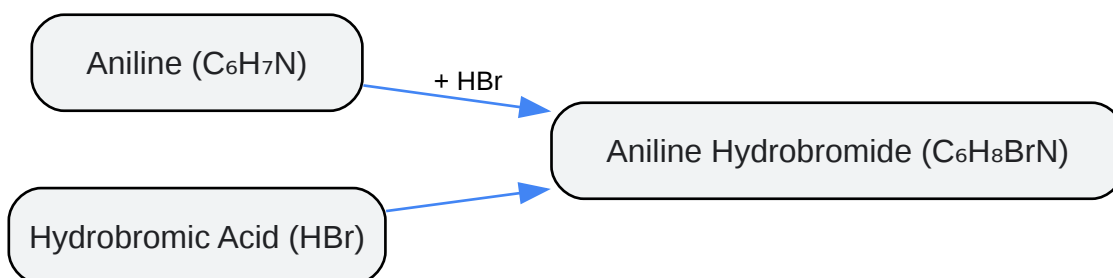 Aniline (C₆H₇N)
+ HBr
Aniline Hydrobromide (C₆H₈BrN)
Hydrobromic Acid (HBr)